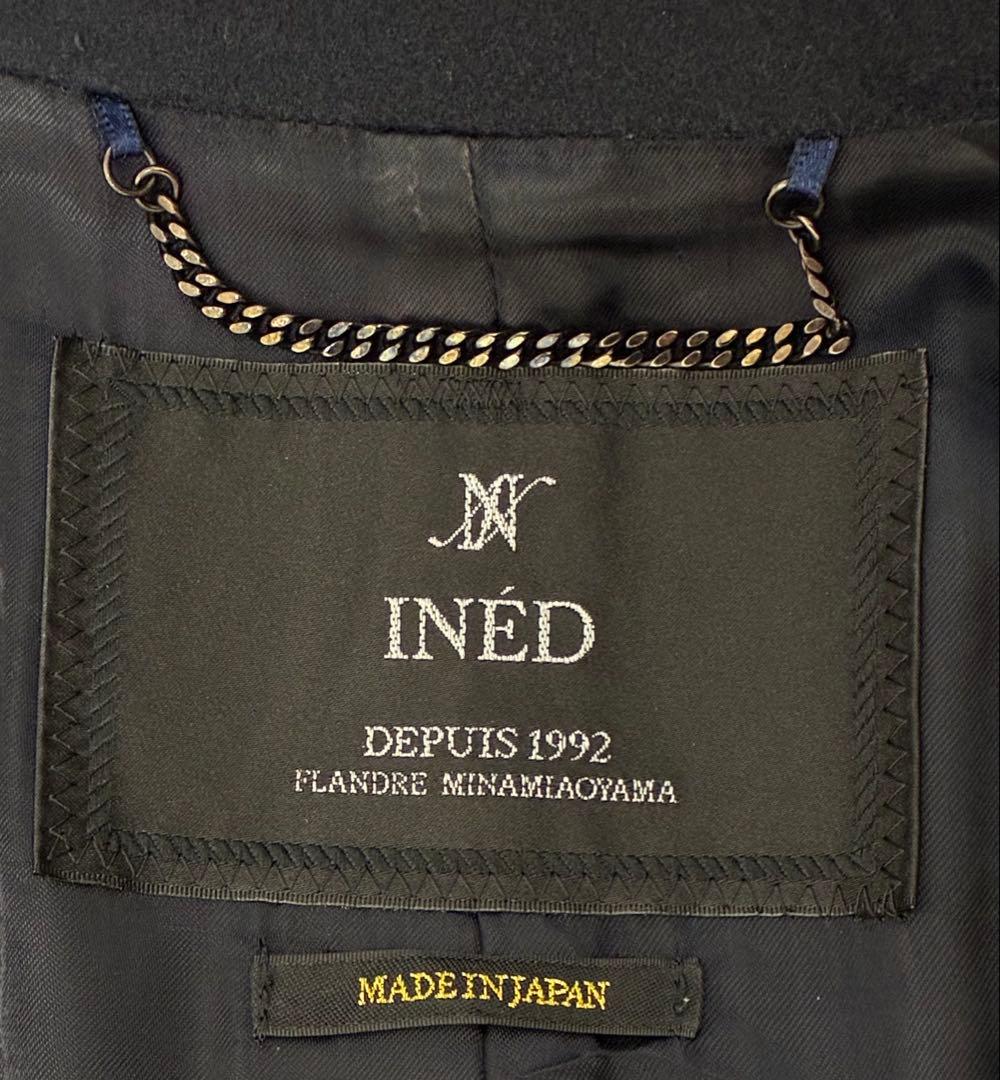 INÉD
DEPUIS 1992
FLANDRE MINAMIAOYAMA
MADE IN JAPAN